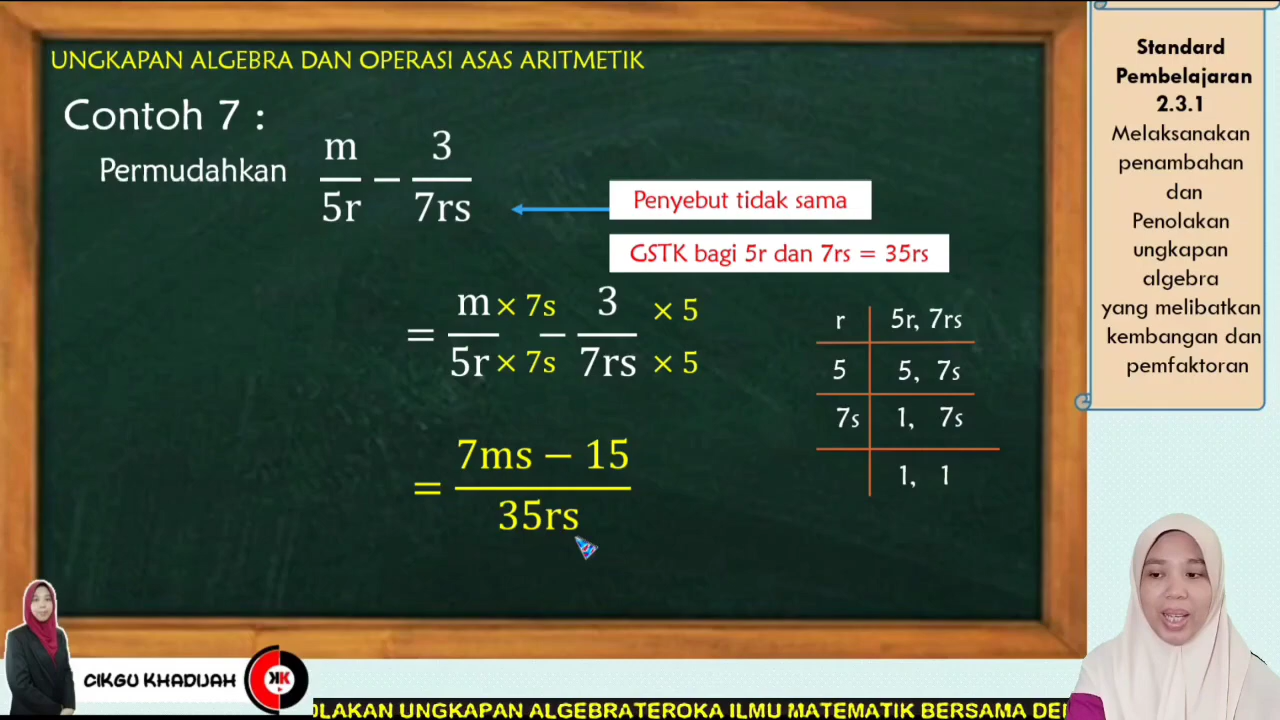 UNGKAPAN ALGEBRA DAN OPERASI ASAS ARITMETIK
Contoh 7 :
Permudahkan m/5r − 3/7rs
Penyebut tidak sama
GSTK bagi 5r dan 7rs = 35rs
= m × 7s / 5r × 7s − 3 × 5 / 7rs × 5
= 7ms − 15 / 35rs
r | 5r, 7rs
5 | 5, 7s
7s | 1, 7s
1, 1
Standard
Pembelajaran
2.3.1
Melaksanakan
penambahan
dan
Penolakan
ungkapan
algebra
yang melibatkan
kembangan dan
pemfaktoran
CIKGU KHADIJAH
KK
OLAKAN UNGKAPAN ALGEBRATEROKA ILMU MATEMATIK BERSAMA DEI